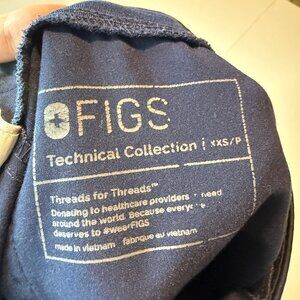 FIGS
Technical Collection | XXS/P
Threads for Threads™
Donating to healthcare providers need
around the world. Because
deserves to #wearFIGS
made in vietnam fabriqué au vietnam